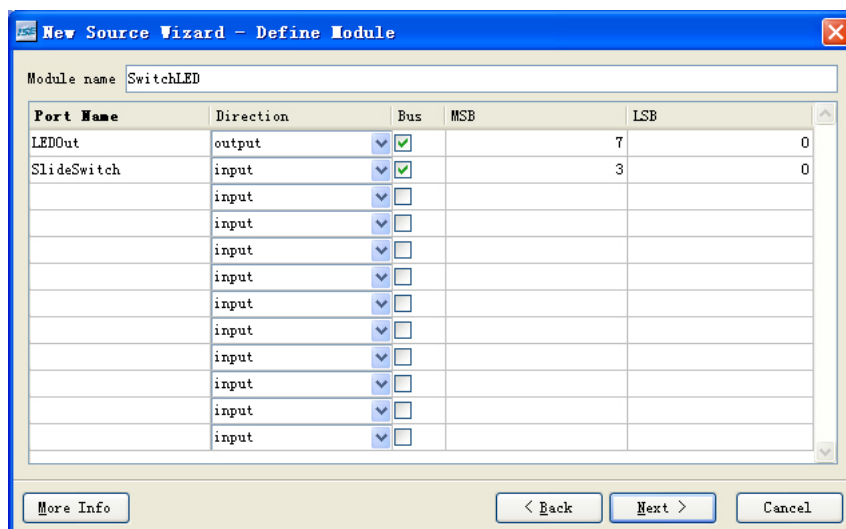 ISE New Source Wizard - Define Module
Module name SwitchLED
Port Name Direction Bus MSB LSB
LEDOut output 7 0
SlideSwitch input 3 0
input
input
input
input
input
input
input
input
input
input
More Info < Back Next > Cancel